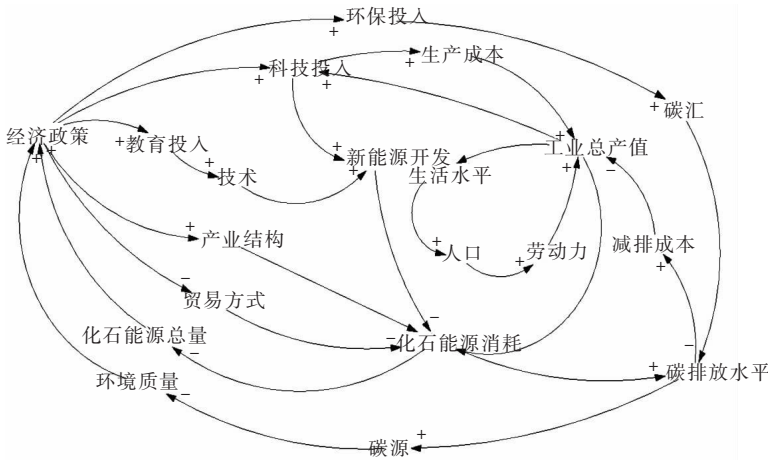 环保投入
科技投入
生产成本
碳汇
经济政策
教育投入
新能源开发
工业总产值
技术
生活水平
产业结构
人口
劳动力
减排成本
贸易方式
化石能源总量
化石能源消耗
环境质量
碳排放水平
碳源